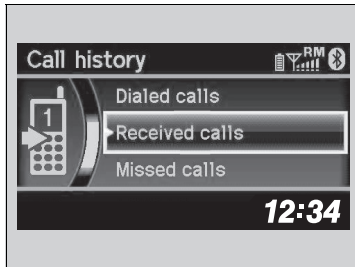 Call history
RM
1
Dialed calls
Received calls
Missed calls
12:34